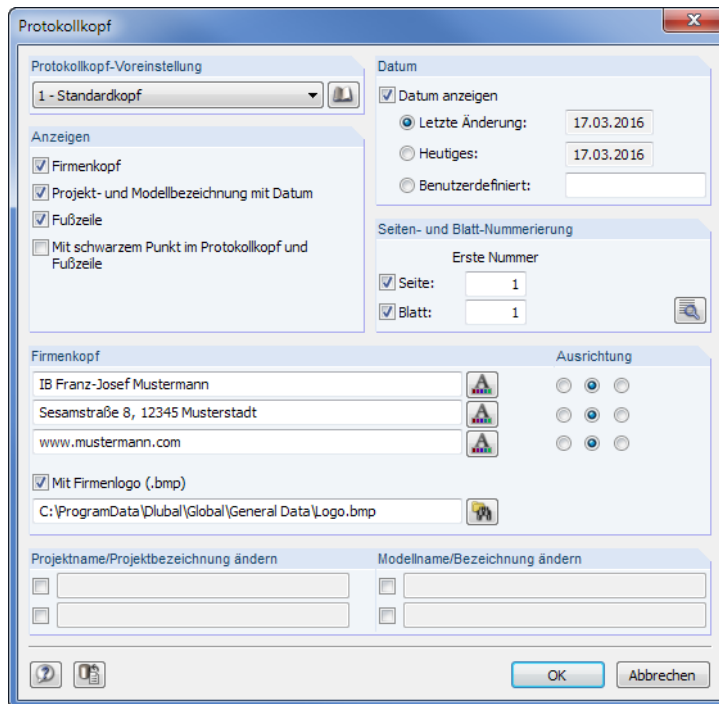 Protokollkopf
Protokollkopf-Voreinstellung
1 - Standardkopf
Anzeigen
Firmenkopf
Projekt- und Modellbezeichnung mit Datum
Fußzeile
Mit schwarzem Punkt im Protokollkopf und
Fußzeile
Datum
Datum anzeigen
Letzte Änderung: 17.03.2016
Heutiges: 17.03.2016
Benutzerdefiniert:
Seiten- und Blatt-Nummerierung
Erste Nummer
Seite: 1
Blatt: 1
Firmenkopf Ausrichtung
IB Franz-Josef Mustermann
Sesamstraße 8, 12345 Musterstadt
www.mustermann.com
Mit Firmenlogo (.bmp)
C:\ProgramData\Dlubal\Global\General Data\Logo.bmp
Projektname/Projektbezeichnung ändern
Modellname/Bezeichnung ändern
OK Abbrechen